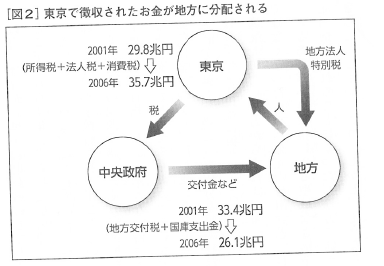 [図2] 東京で徴収されたお金が地方に分配される
2001年 29.8兆円
(所得税＋法人税＋消費税)
2006年 35.7兆円
東京
地方法人
特別税
税
人
中央政府
地方
交付金など
2001年 33.4兆円
(地方交付税＋国庫支出金)
2006年 26.1兆円